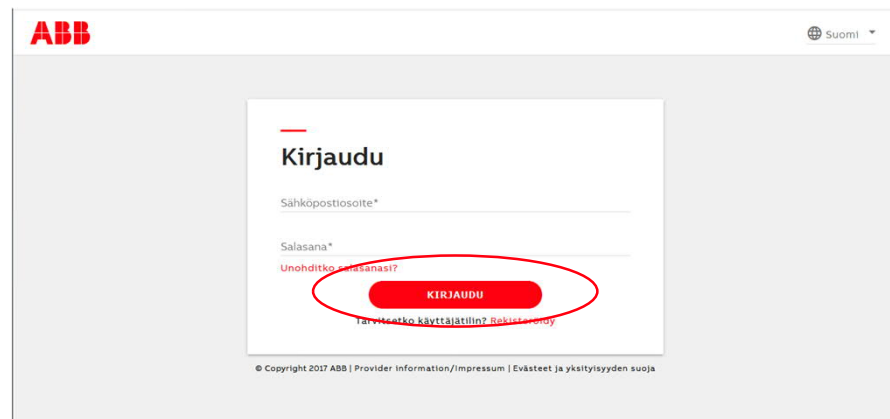 ABB
Suomi
Kirjaudu
Sähköpostiosoite*
Salasana*
Unohditko salasanasi?
KIRJAUDU
Tarvitsetko käyttäjätilin? Rekisteröidy
© Copyright 2017 ABB | Provider information/Impressum | Evästeet ja yksityisyyden suoja